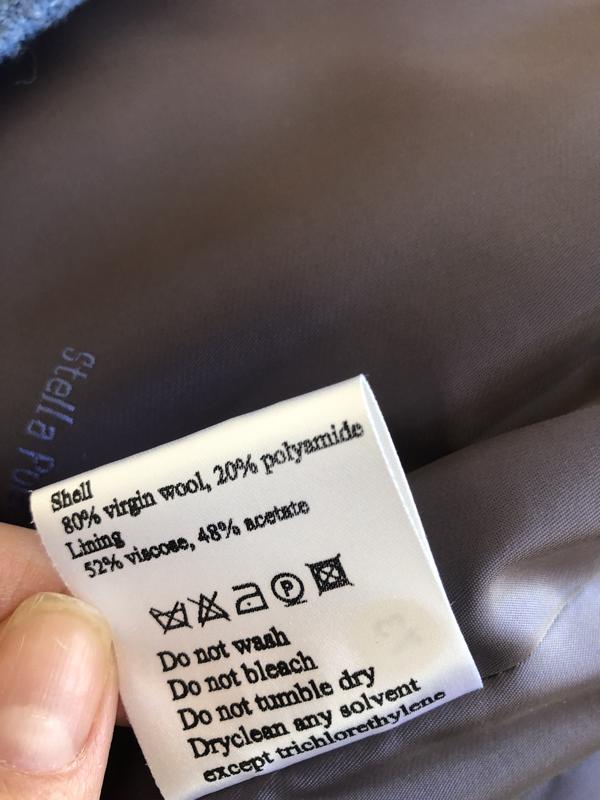 Stella
Shell
80% virgin wool, 20% polyamide
Lining
52% viscose, 48% acetate
P
Do not wash
Do not bleach
Do not tumble dry
Dryclean any solvent
except trichlorethylene